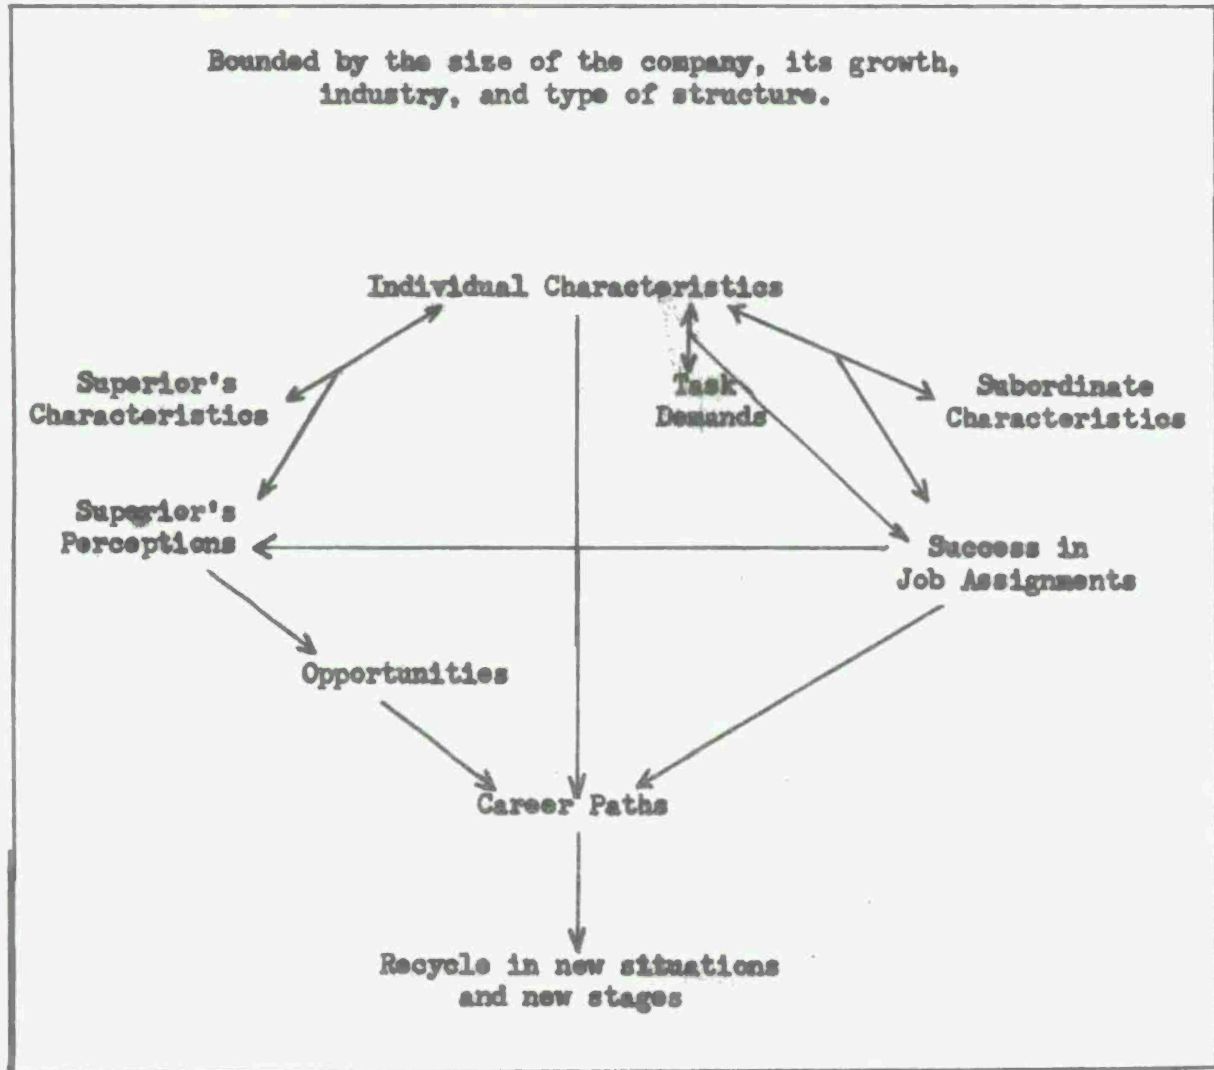 Bounded by the size of the company, its growth,
industry, and type of structure.
Individual Characteristics
Superior's
Characteristics
Task
Demands
Subordinate
Characteristics
Superior's
Perceptions
Success in
Job Assignments
Opportunities
Career Paths
Recycle in new situations
and new stages